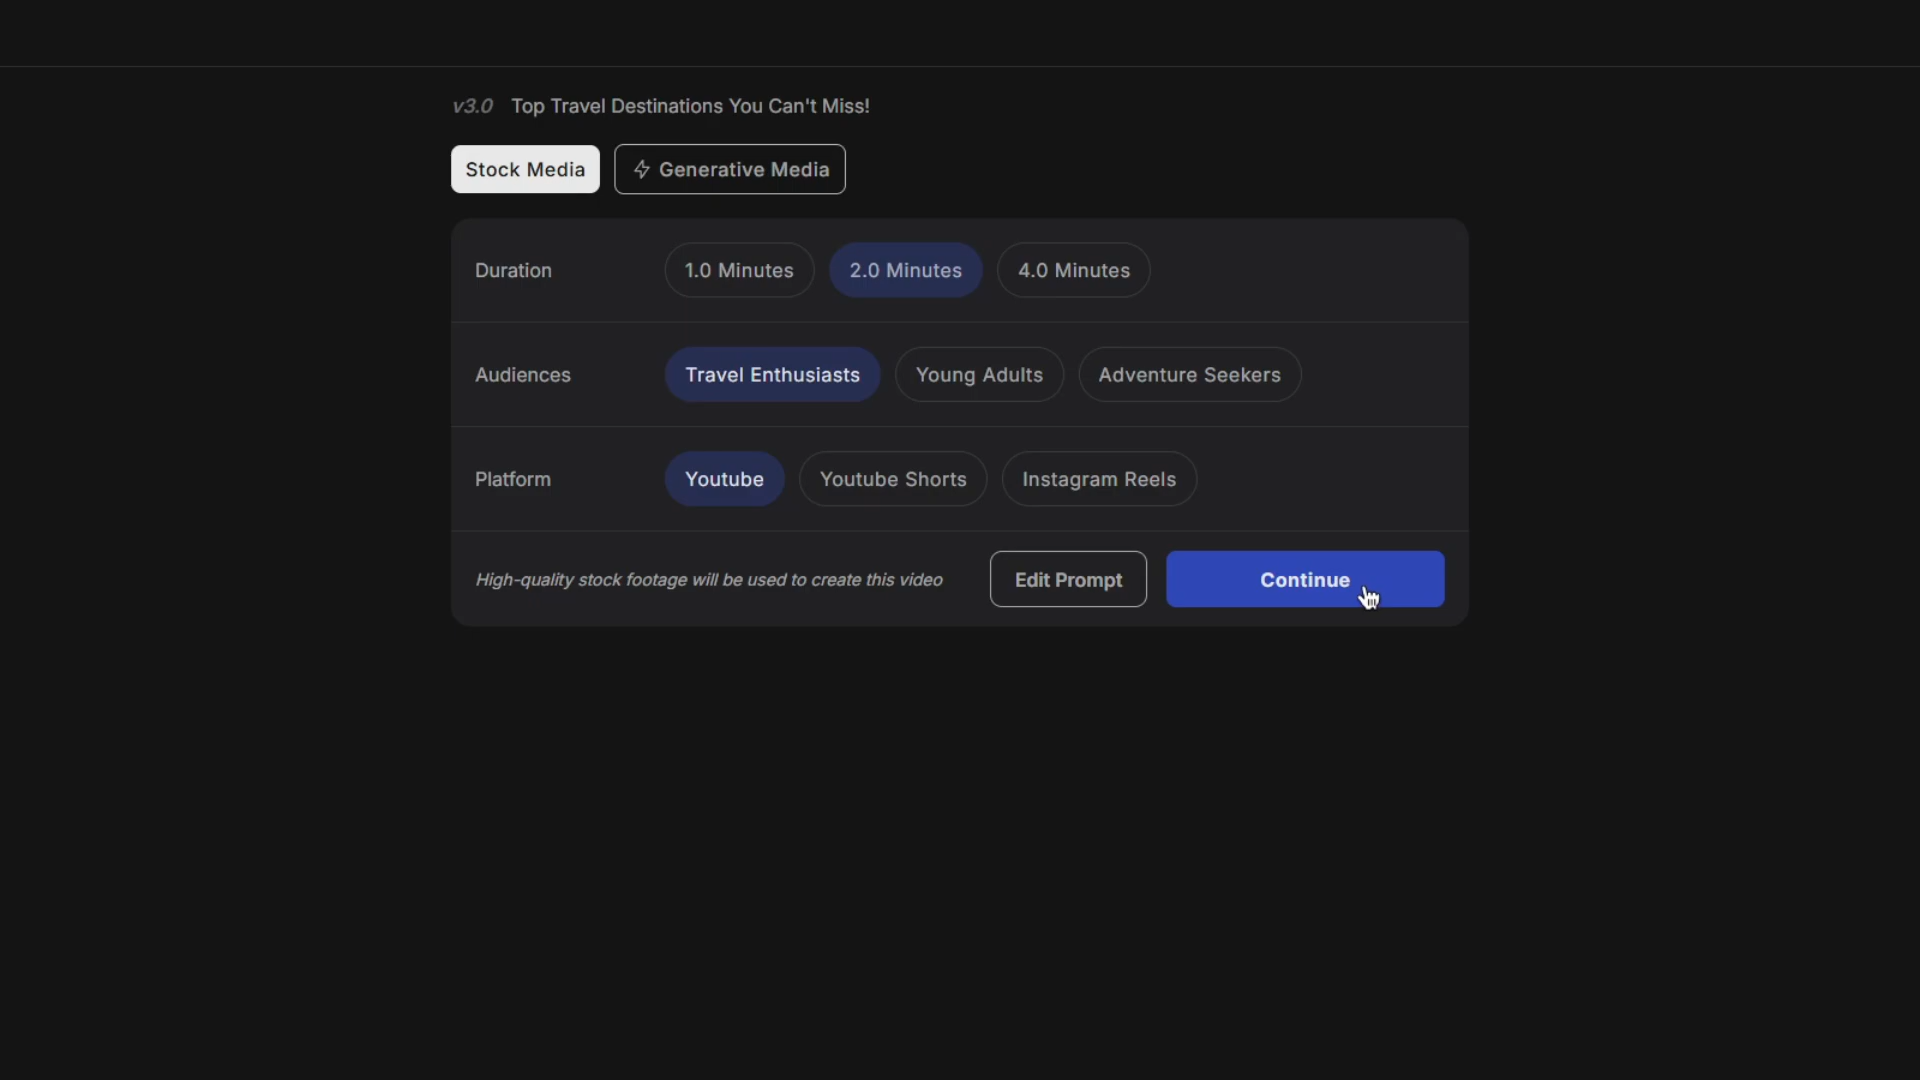 v3.0 Top Travel Destinations You Can't Miss!
Stock Media Generative Media
Duration 1.0 Minutes 2.0 Minutes 4.0 Minutes
Audiences Travel Enthusiasts Young Adults Adventure Seekers
Platform Youtube Youtube Shorts Instagram Reels
High-quality stock footage will be used to create this video Edit Prompt Continue